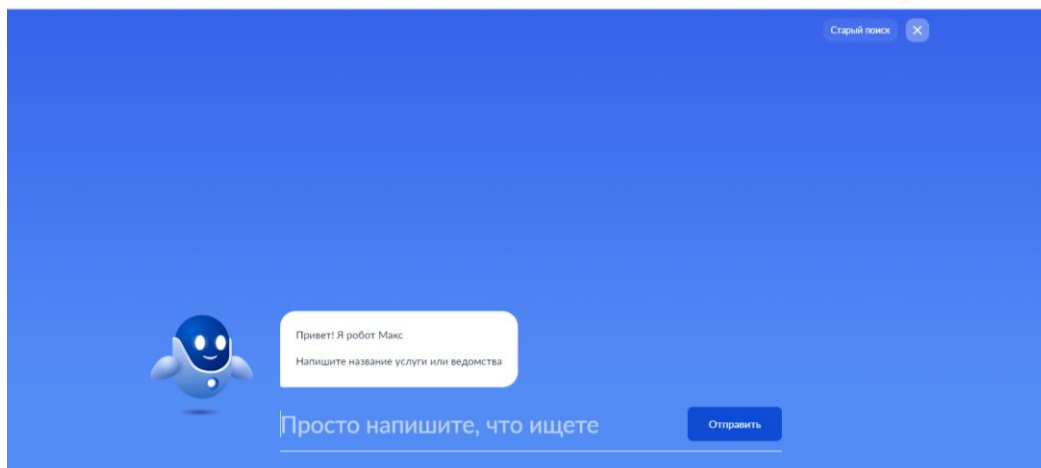 Старый поиск
Привет! Я робот Макс
Напишите название услуги или ведомства
Просто напишите, что ищете
Отправить